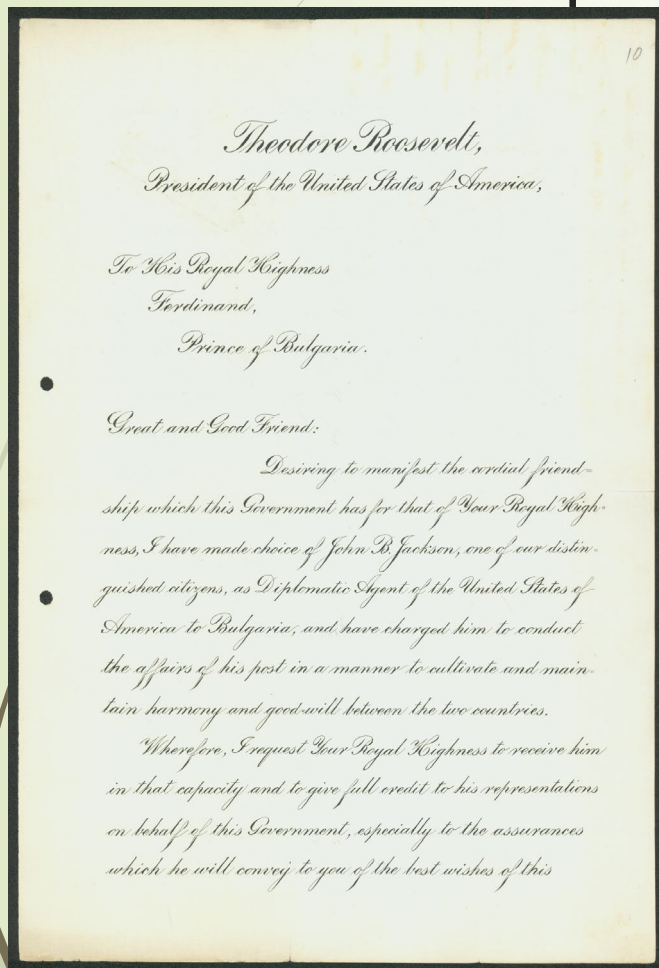 10
Theodore Roosevelt,
President of the United States of America,
To His Royal Highness
Ferdinand,
Prince of Bulgaria.
Great and Good Friend:
Desiring to manifest the cordial friend=
ship which this Government has for that of Your Royal High-
ness, I have made choice of John B. Jackson, one of our distin-
guished citizens, as Diplomatic Agent of the United States of
America to Bulgaria, and have charged him to conduct
the affairs of his post in a manner to cultivate and main-
tain harmony and good-will between the two countries.
Wherefore, I request Your Royal Highness to receive him
in that capacity and to give full credit to his representations
on behalf of this Government, especially to the assurances
which he will convey to you of the best wishes of this